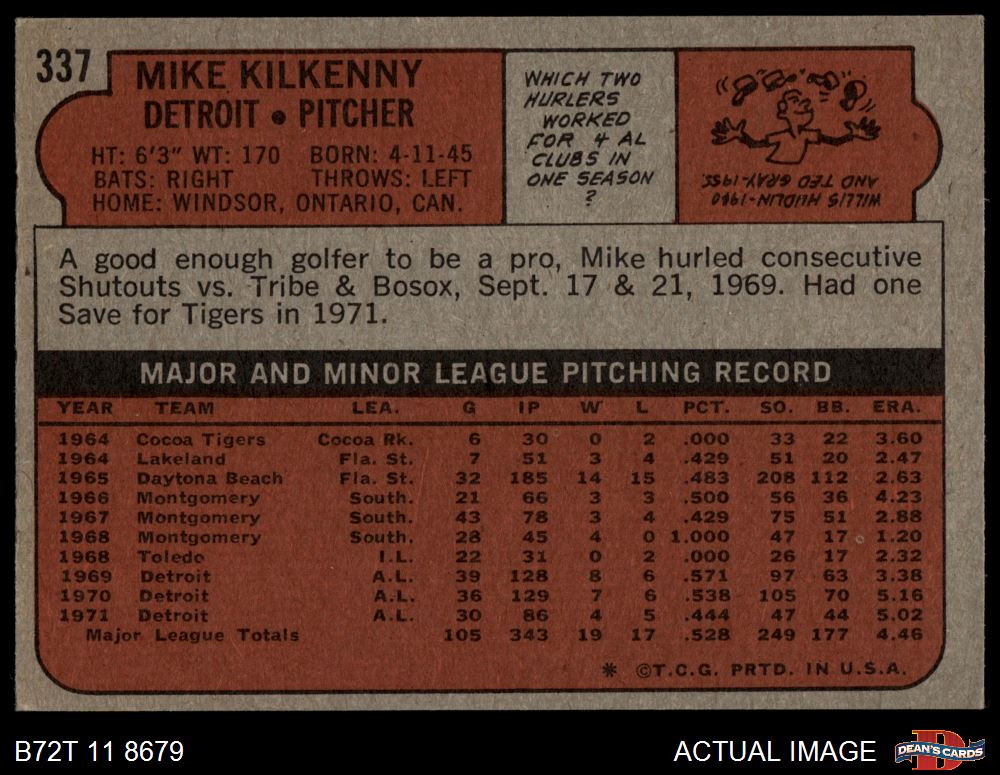 337
MIKE KILKENNY
DETROIT • PITCHER
HT: 6'3" WT: 170 BORN: 4-11-45
BATS: RIGHT THROWS: LEFT
HOME: WINDSOR, ONTARIO, CAN.
WHICH TWO
HURLERS
WORKED
FOR 4 AL
CLUBS IN
ONE SEASON
?
WILLIS HUDLIN-1940
AND TED GRAY-1955.
A good enough golfer to be a pro, Mike hurled consecutive
Shutouts vs. Tribe & Bosox, Sept. 17 & 21, 1969. Had one
Save for Tigers in 1971.
MAJOR AND MINOR LEAGUE PITCHING RECORD
YEAR TEAM LEA. G IP W L PCT. SO. BB. ERA.
1964 Cocoa Tigers Cocoa Rk. 6 30 0 2 .000 33 22 3.60
1964 Lakeland Fla. St. 7 51 3 4 .429 51 20 2.47
1965 Daytona Beach Fla. St. 32 185 14 15 .483 208 112 2.63
1966 Montgomery South. 21 66 3 3 .500 56 36 4.23
1967 Montgomery South. 43 78 3 4 .429 75 51 2.88
1968 Montgomery South. 28 45 4 0 1.000 47 17 1.20
1968 Toledo I.L. 22 31 0 2 .000 26 17 2.32
1969 Detroit A.L. 39 128 8 6 .571 97 63 3.38
1970 Detroit A.L. 36 129 7 6 .538 105 70 5.16
1971 Detroit A.L. 30 86 4 5 .444 47 44 5.02
Major League Totals 105 343 19 17 .528 249 177 4.46
* ©T.C.G. PRTD. IN U.S.A.
B72T 11 8679
ACTUAL IMAGE
DEAN'S CARDS